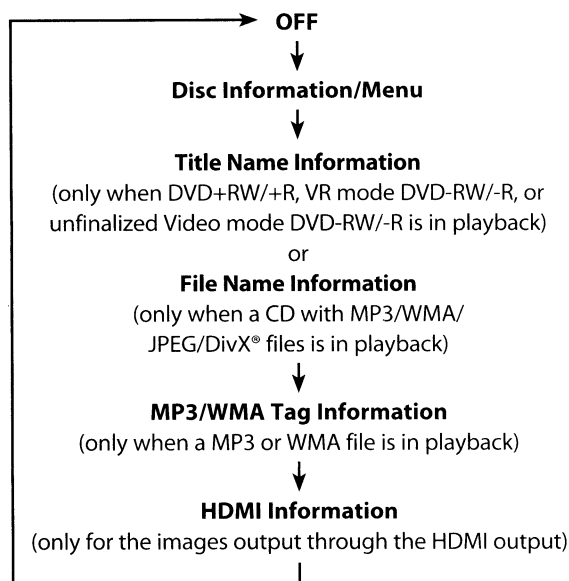 OFF
Disc Information/Menu
Title Name Information
(only when DVD+RW/+R, VR mode DVD-RW/-R, or
unfinalized Video mode DVD-RW/-R is in playback)
or
File Name Information
(only when a CD with MP3/WMA/
JPEG/DivX® files is in playback)
MP3/WMA Tag Information
(only when a MP3 or WMA file is in playback)
HDMI Information
(only for the images output through the HDMI output)